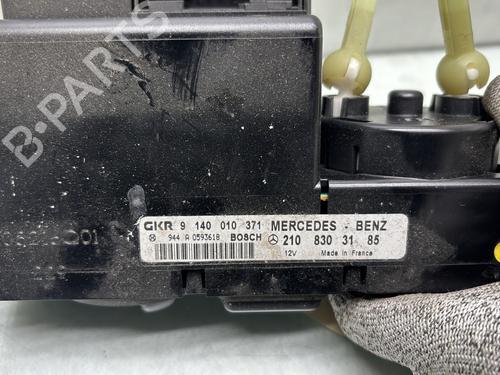 B-PARTS
GKR 9 140 010 371 MERCEDES - BENZ
944 A 0593618 BOSCH 210 830 31 85
12V Made in France